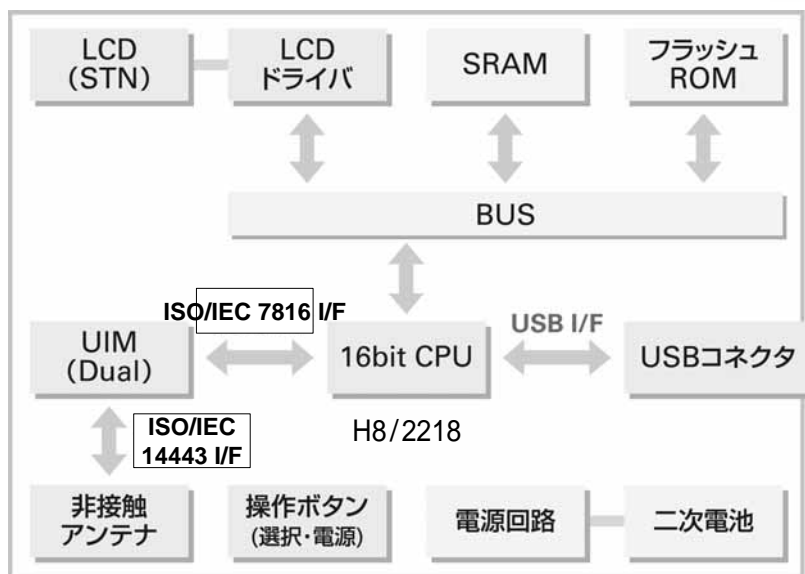 LCD
(STN)
LCD
ドライバ
SRAM
フラッシュ
ROM
BUS
ISO/IEC 7816 I/F
UIM
(Dual)
16bit CPU
USB I/F
USBコネクタ
H8/2218
ISO/IEC
14443 I/F
非接触
アンテナ
操作ボタン
(選択・電源)
電源回路
二次電池